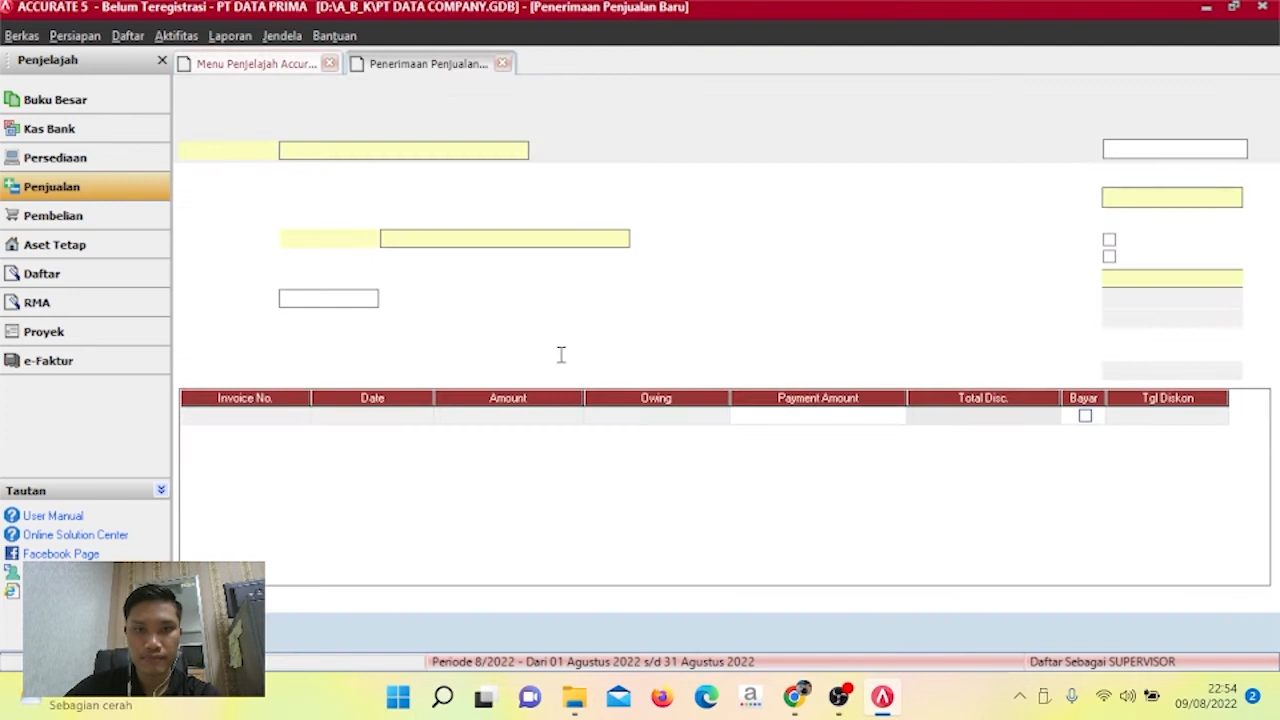 ACCURATE 5 - Belum Teregistrasi - PT DATA PRIMA [D:\A_B_K\PT DATA COMPANY.GDB] - [Penerimaan Penjualan Baru]
Berkas Persiapan Daftar Aktifitas Laporan Jendela Bantuan
Penjelajah
Menu Penjelajah Accur... Penerimaan Penjualan...
Buku Besar
Kas Bank
Persediaan
Penjualan
Pembelian
Aset Tetap
Daftar
RMA
Proyek
e-Faktur
Invoice No. Date Amount Owing Payment Amount Total Disc. Bayar Tgl Diskon
Tautan
User Manual
Online Solution Center
Facebook Page
Periode 8/2022 - Dari 01 Agustus 2022 s/d 31 Agustus 2022
Daftar Sebagai SUPERVISOR
Sebagian cerah
22:54
09/08/2022
2